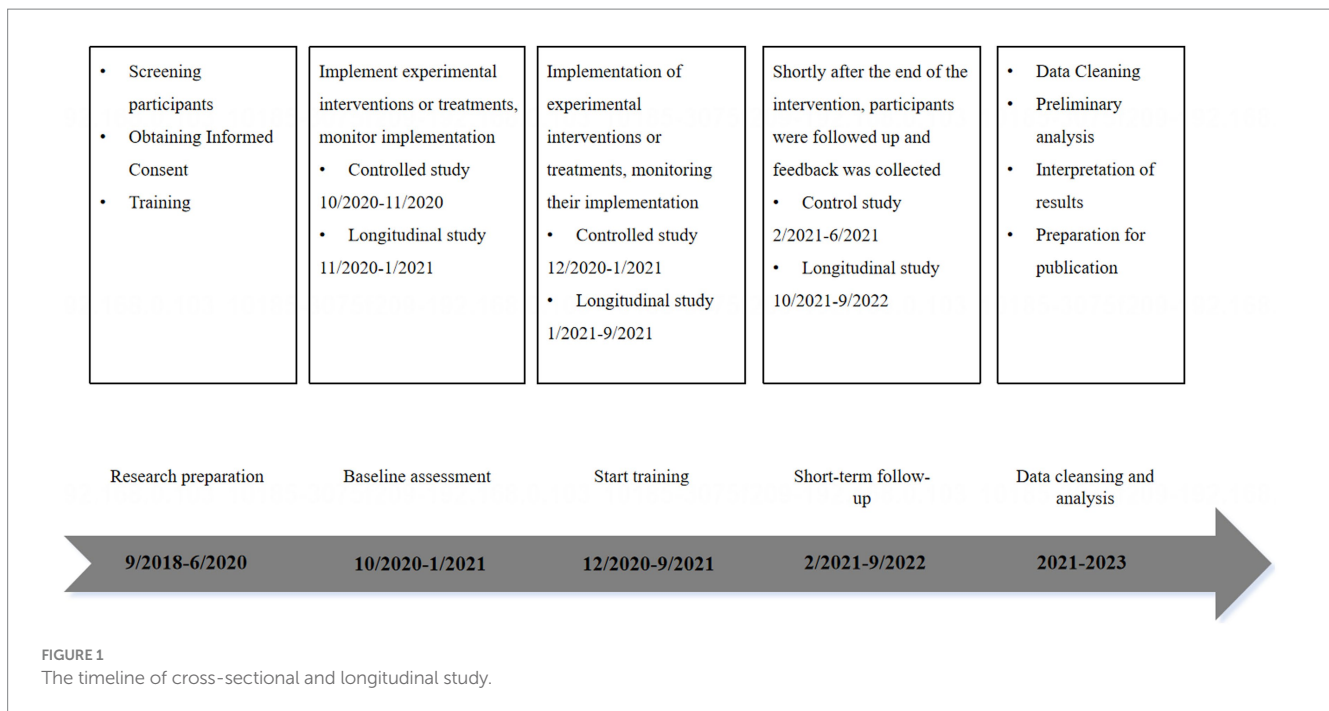 • Screening
participants
• Obtaining Informed
Consent
• Training
Implement experimental
interventions or treatments,
monitor implementation
• Controlled study
10/2020-11/2020
• Longitudinal study
11/2020-1/2021
Implementation of
experimental
interventions or
treatments, monitoring
their implementation
• Controlled study
12/2020-1/2021
• Longitudinal study
1/2021-9/2021
Shortly after the end of the
intervention, participants
were followed up and
feedback was collected
• Control study
2/2021-6/2021
• Longitudinal study
10/2021-9/2022
• Data Cleaning
• Preliminary
analysis
• Interpretation of
results
• Preparation for
publication
Research preparation
Baseline assessment
Start training
Short-term follow-
up
Data cleansing and
analysis
9/2018-6/2020
10/2020-1/2021
12/2020-9/2021
2/2021-9/2022
2021-2023
FIGURE 1
The timeline of cross-sectional and longitudinal study.